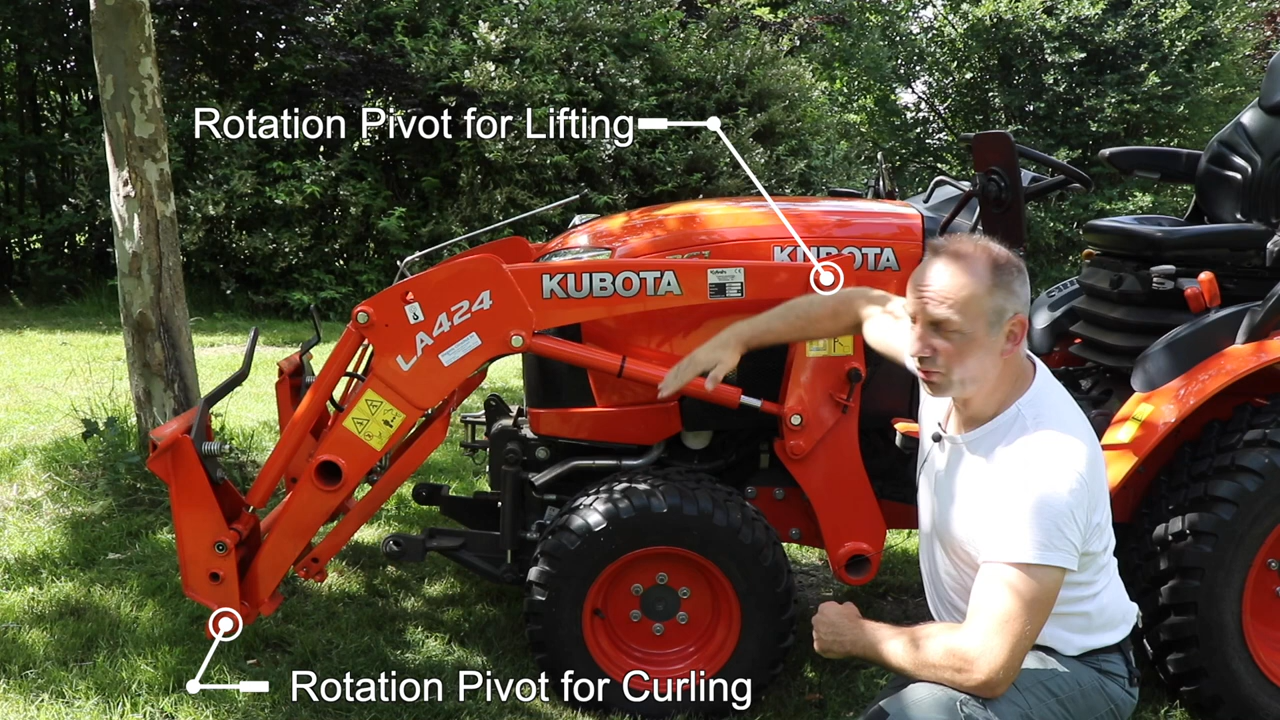 Rotation Pivot for Lifting
KUBOTA
KUBOTA
LA424
Rotation Pivot for Curling